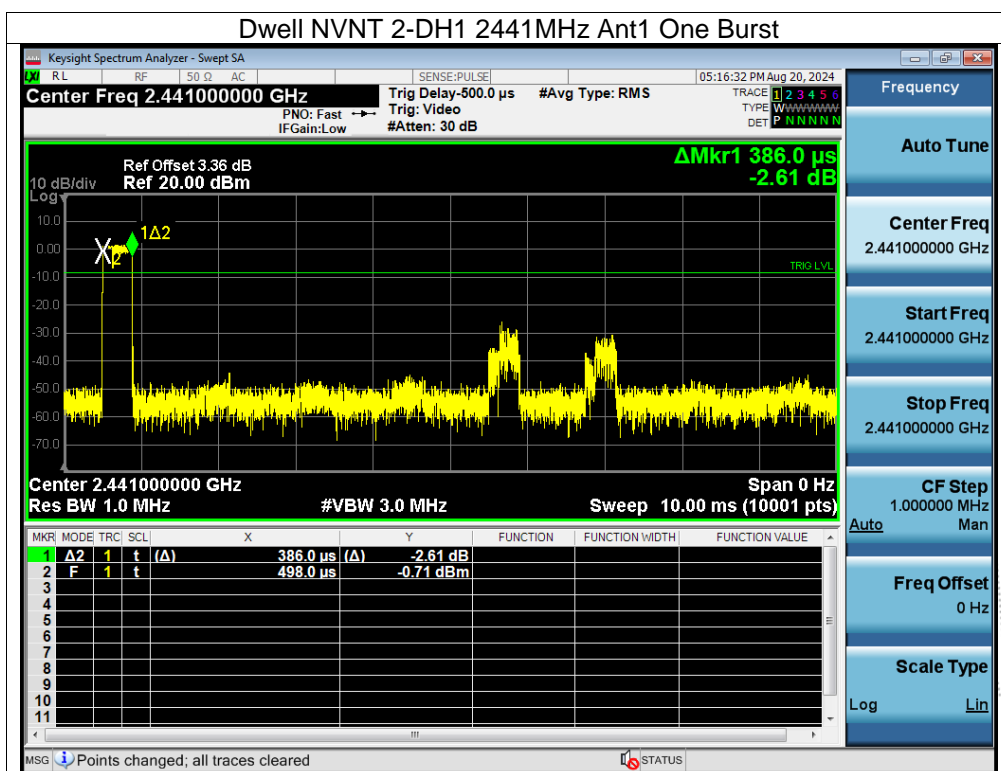 Dwell NVNT 2-DH1 2441MHz Ant1 One Burst
Keysight Spectrum Analyzer - Swept SA
LXI RL RF 50 Ω AC SENSE:PULSE 05:16:32 PM Aug 20, 2024
Center Freq 2.441000000 GHz
PNO: Fast
IFGain:Low
Trig Delay-500.0 µs
Trig: Video
#Atten: 30 dB
#Avg Type: RMS
TRACE 1 2 3 4 5 6
TYPE WWWWWWW
DET P N N N N N
Ref Offset 3.36 dB
Ref 20.00 dBm
10 dB/div
Log
ΔMkr1 386.0 µs
-2.61 dB
10.0
0.00
-10.0
-20.0
-30.0
-40.0
-50.0
-60.0
-70.0
1Δ2
2
TRIG LVL
Center 2.441000000 GHz Span 0 Hz
Res BW 1.0 MHz #VBW 3.0 MHz Sweep 10.00 ms (10001 pts)
MKR MODE TRC SCL X Y FUNCTION FUNCTION WIDTH FUNCTION VALUE
1 Δ2 1 t (Δ) 386.0 µs (Δ) -2.61 dB
2 F 1 t 498.0 µs -0.71 dBm
3
4
5
6
7
8
9
10
11
MSG Points changed; all traces cleared STATUS
Frequency
Auto Tune
Center Freq
2.441000000 GHz
Start Freq
2.441000000 GHz
Stop Freq
2.441000000 GHz
CF Step
1.000000 MHz
Auto Man
Freq Offset
0 Hz
Scale Type
Log Lin